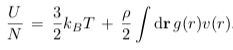 U/N = 3/2 k_B T + ρ/2 ∫ dr g(r)v(r).